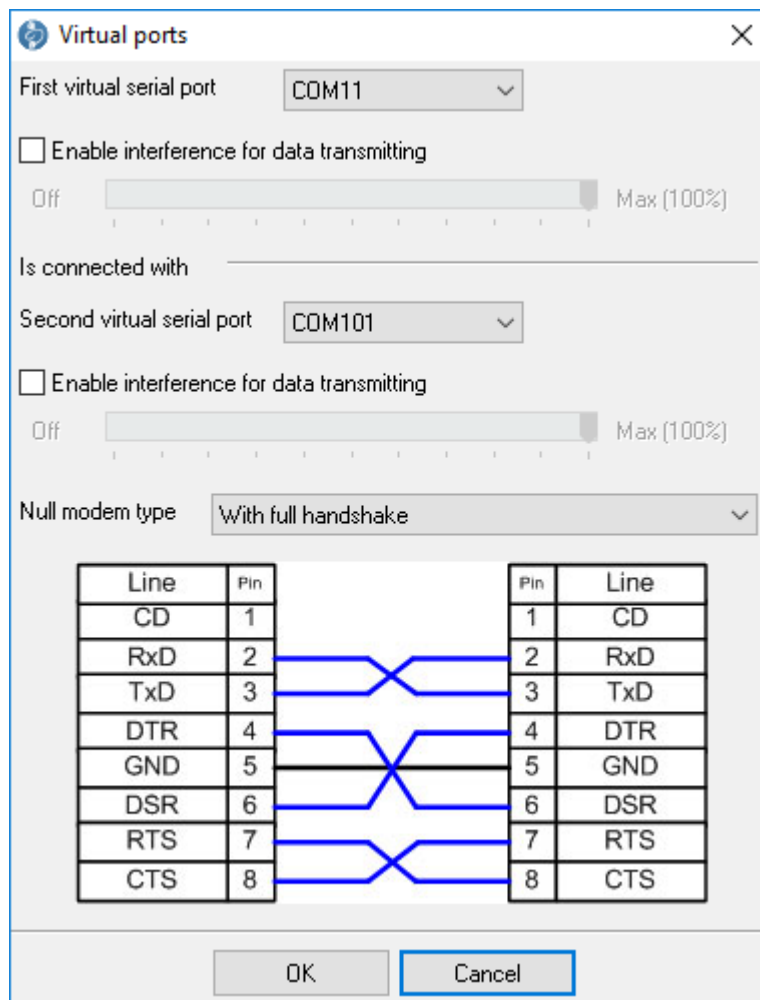 Virtual ports
First virtual serial port COM11
Enable interference for data transmitting
Off Max (100%)
Is connected with
Second virtual serial port COM101
Enable interference for data transmitting
Off Max (100%)
Null modem type With full handshake
Line Pin Pin Line
CD 1 1 CD
RxD 2 2 RxD
TxD 3 3 TxD
DTR 4 4 DTR
GND 5 5 GND
DSR 6 6 DSR
RTS 7 7 RTS
CTS 8 8 CTS
OK Cancel